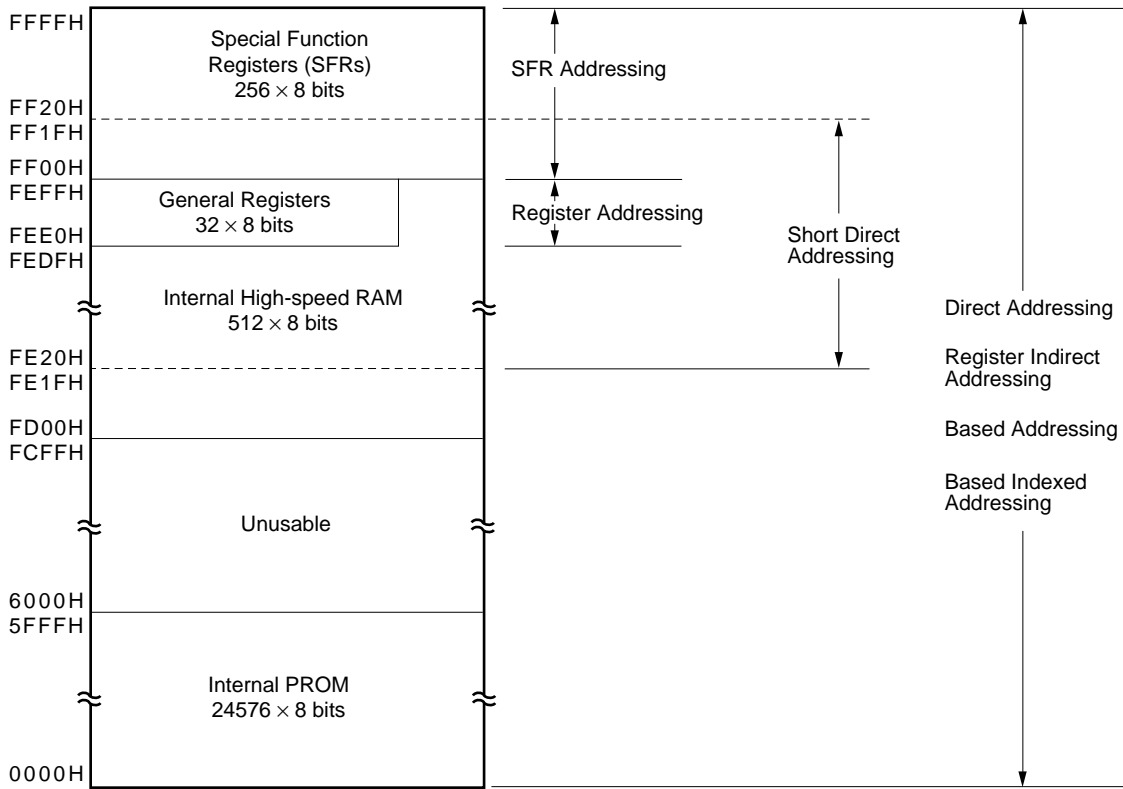 FFFFH
Special Function
Registers (SFRs)
256 × 8 bits
SFR Addressing
FF20H
FF1FH
FF00H
FEFFH
General Registers
32 × 8 bits
Register Addressing
FEE0H
FEDFH
Short Direct
Addressing
Internal High-speed RAM
512 × 8 bits
Direct Addressing
FE20H
FE1FH
Register Indirect
Addressing
FD00H
FCFFH
Based Addressing
Based Indexed
Addressing
Unusable
6000H
5FFFH
Internal PROM
24576 × 8 bits
0000H